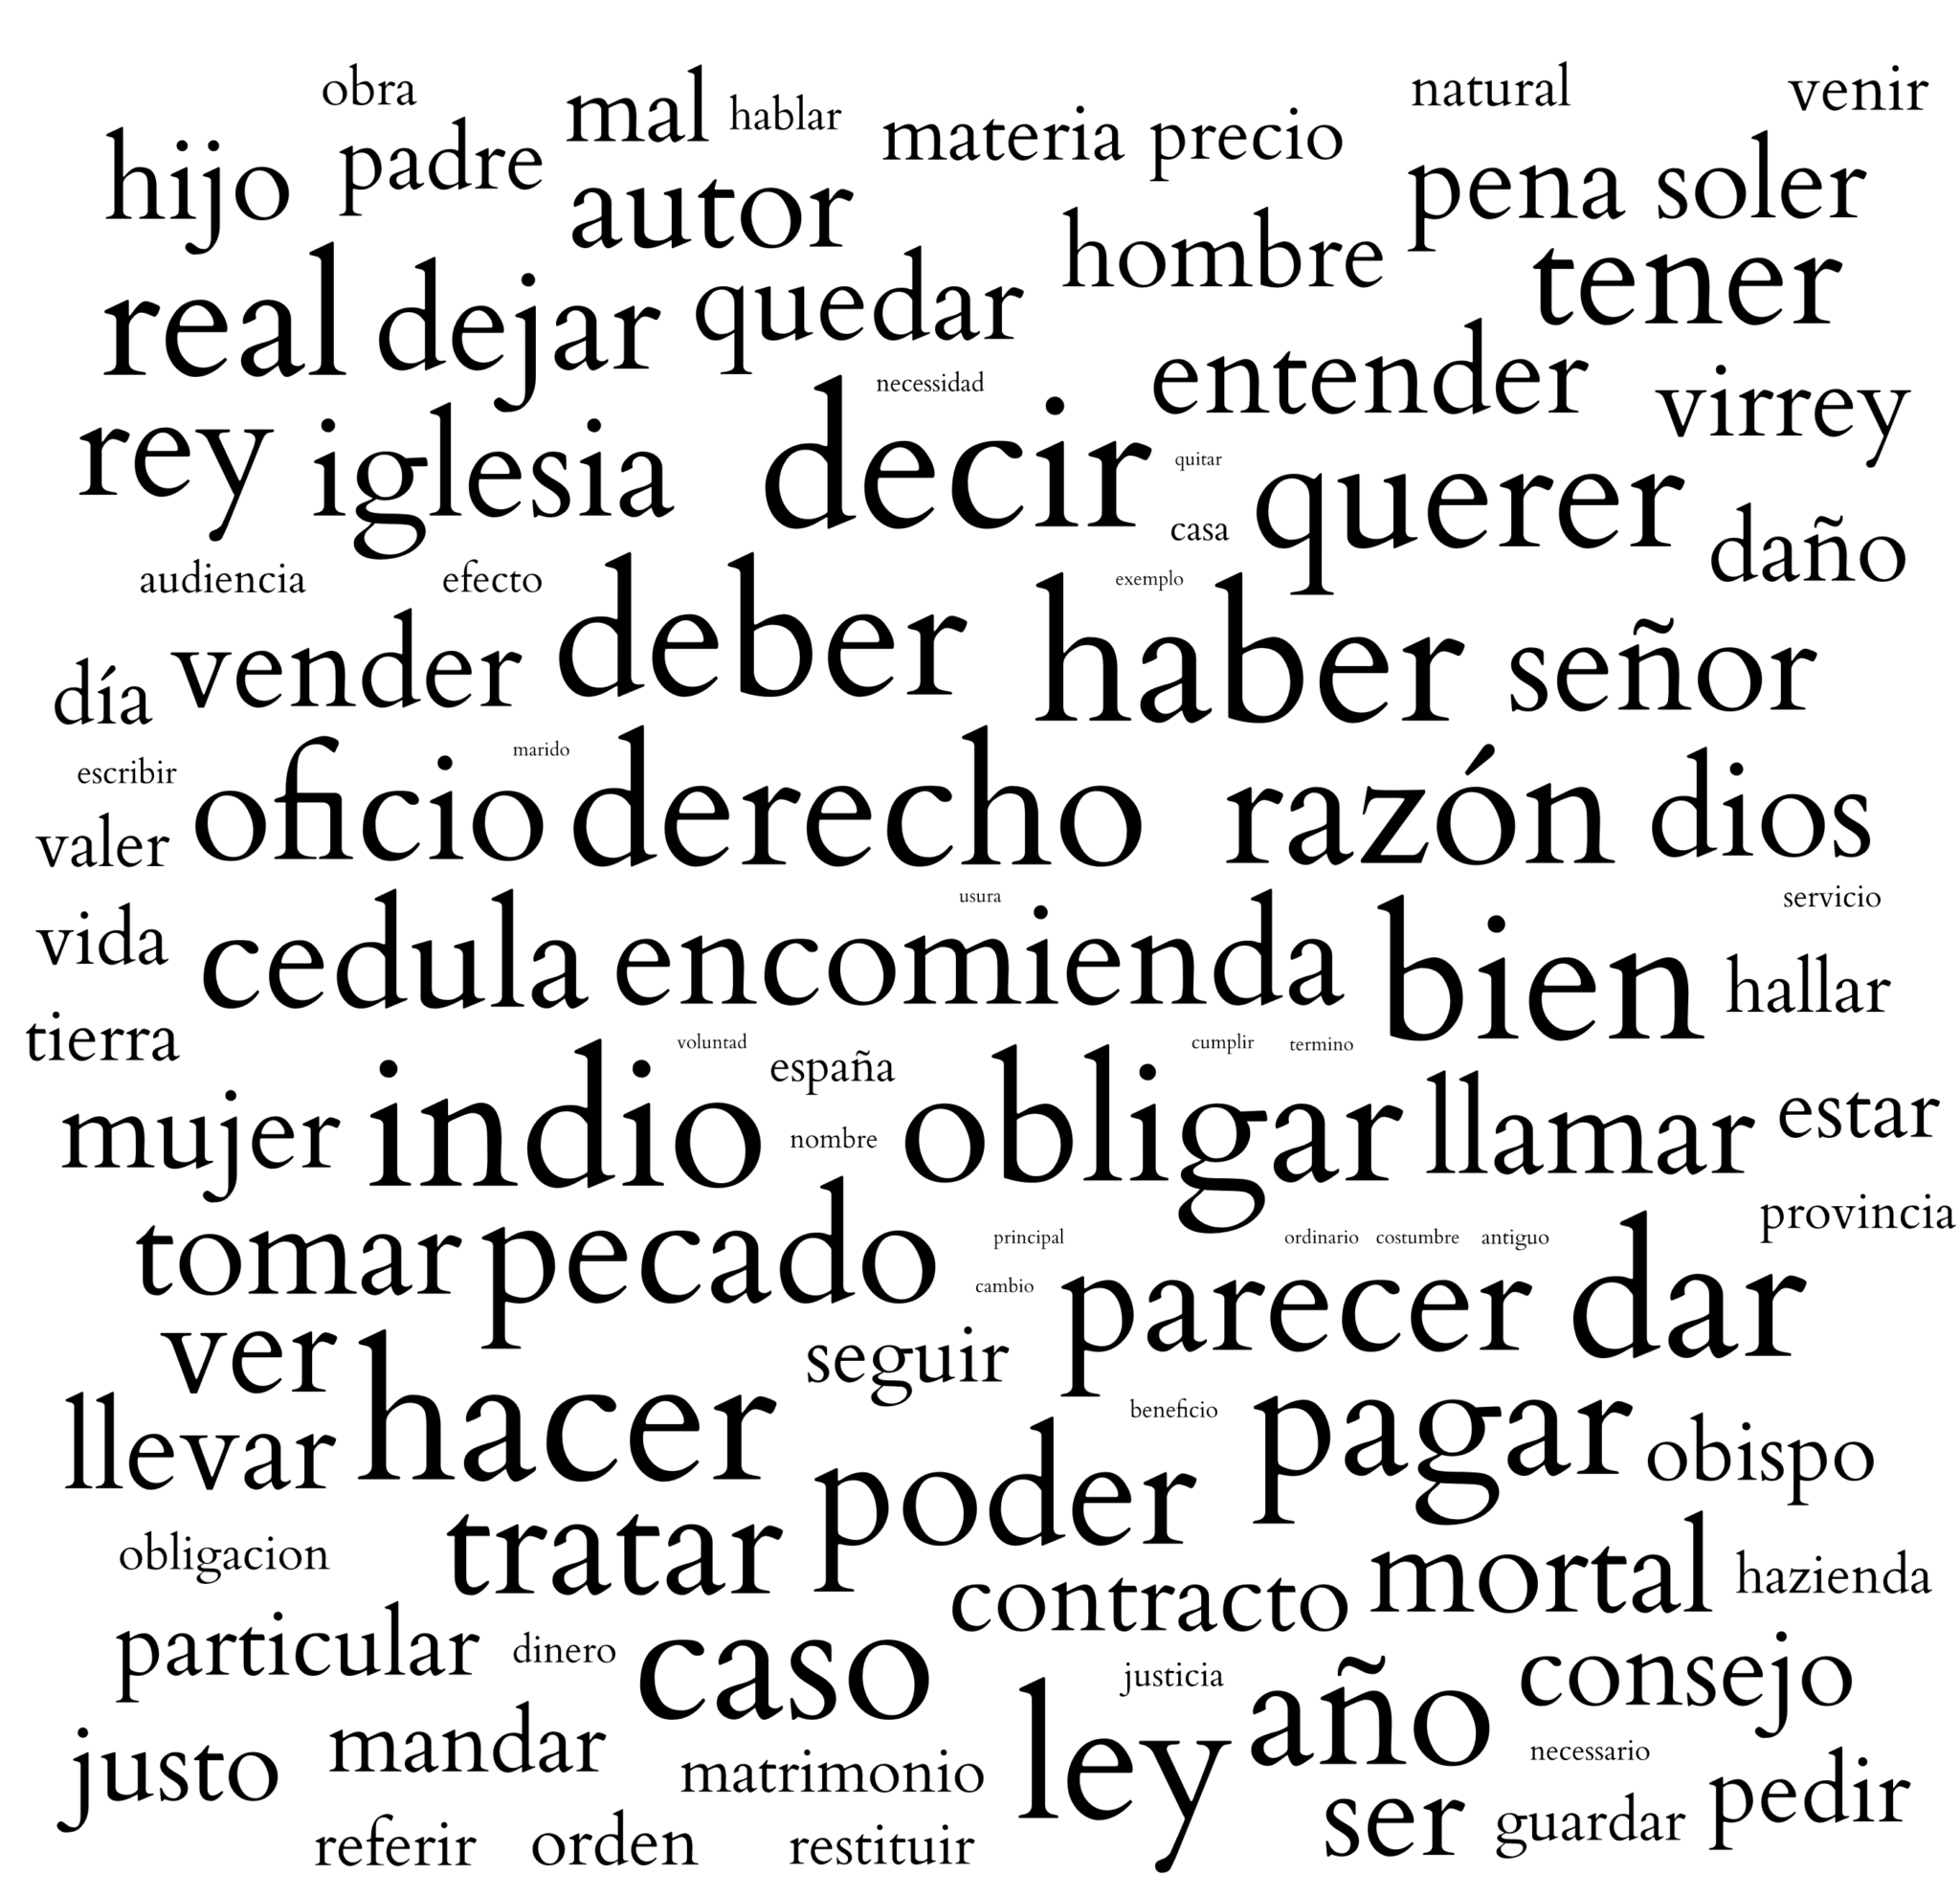 obra mal hablar natural venir
hijo padre autor materia precio pena soler
real dejar quedar hombre tener
necessidad entender virrey
rey iglesia decir quitar querer
casa daño
audiencia efecto deber haber exemplo señor
día vender
escribir oficio marido derecho razón dios
valer
vida cedula encomienda usura bien servicio
hallar
tierra voluntad españa cumplir termino
mujer indio nombre obligar llamar estar
tomar pecado principal ordinario costumbre antiguo provincia
cambio parecer dar
ver hacer seguir
llevar poder beneficio pagar obispo
obligacion tratar contracto mortal hazienda
particular dinero caso justicia año consejo
justo mandar matrimonio ley necessario
referir orden restituir ser guardar pedir